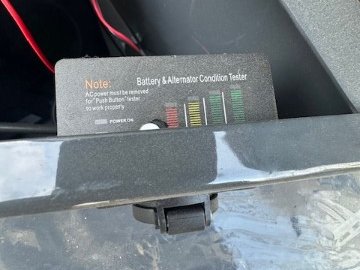 Note:
Battery & Alternator Condition Tester
AC power must be removed
for "Push Button" tester
to work properly
POWER ON